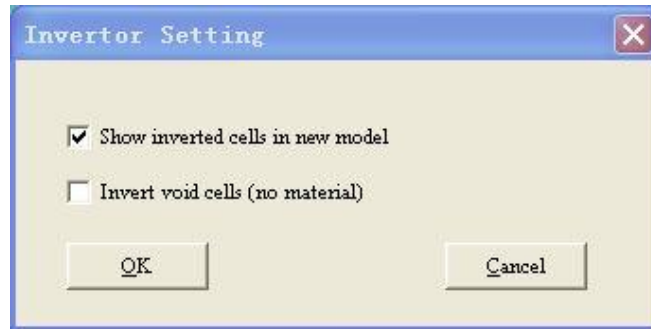 Invertor Setting
Show inverted cells in new model
Invert void cells (no material)
OK Cancel